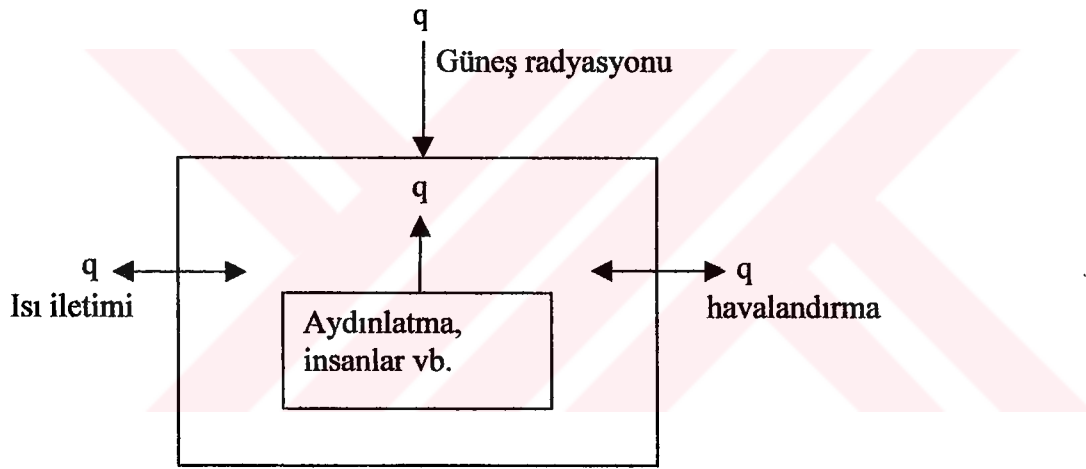 q
Güneş radyasyonu
q
q
Isı iletimi
q
havalandırma
Aydınlatma,
insanlar vb.